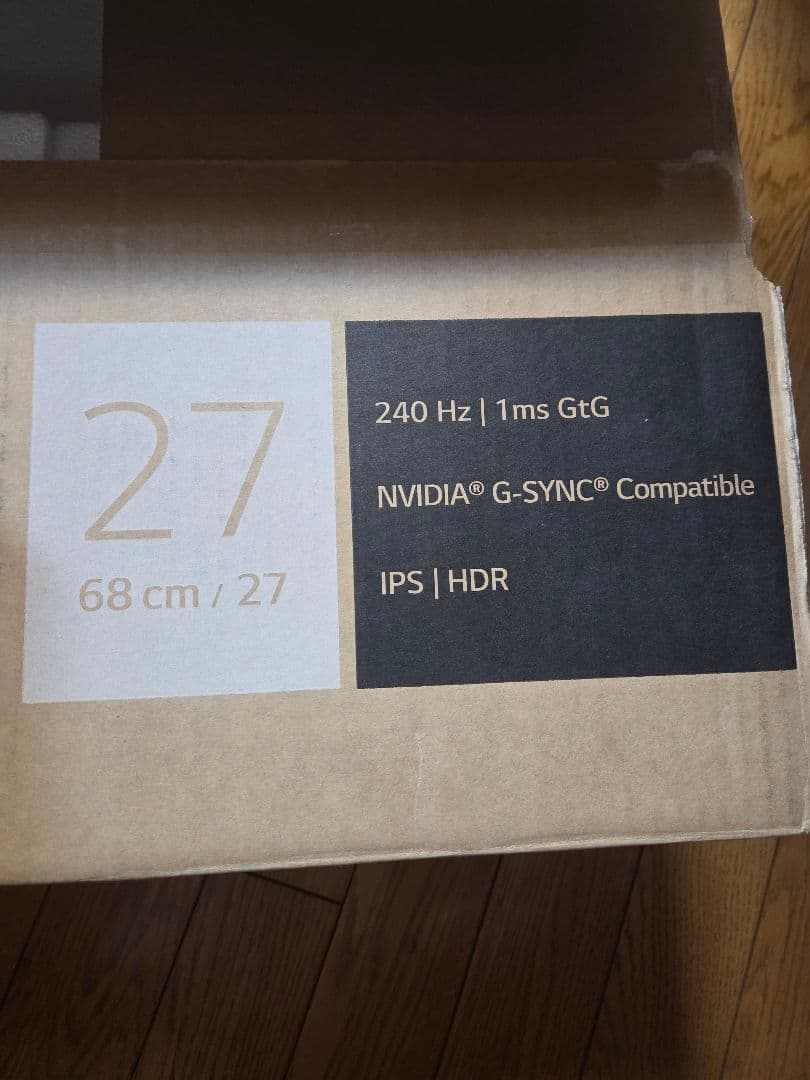 27
68 cm / 27
240 Hz | 1ms GtG
NVIDIA® G-SYNC® Compatible
IPS | HDR